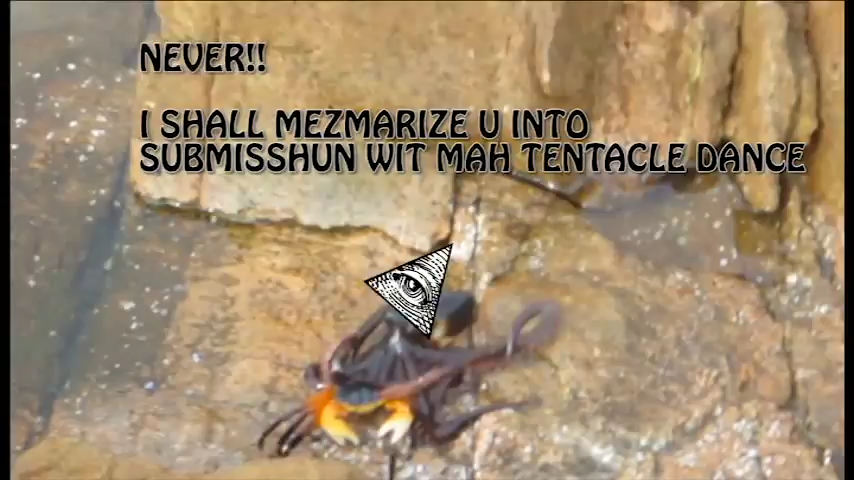 NEVER!!
I SHALL MEZMARIZE U INTO
SUBMISSHUN WIT MAH TENTACLE DANCE